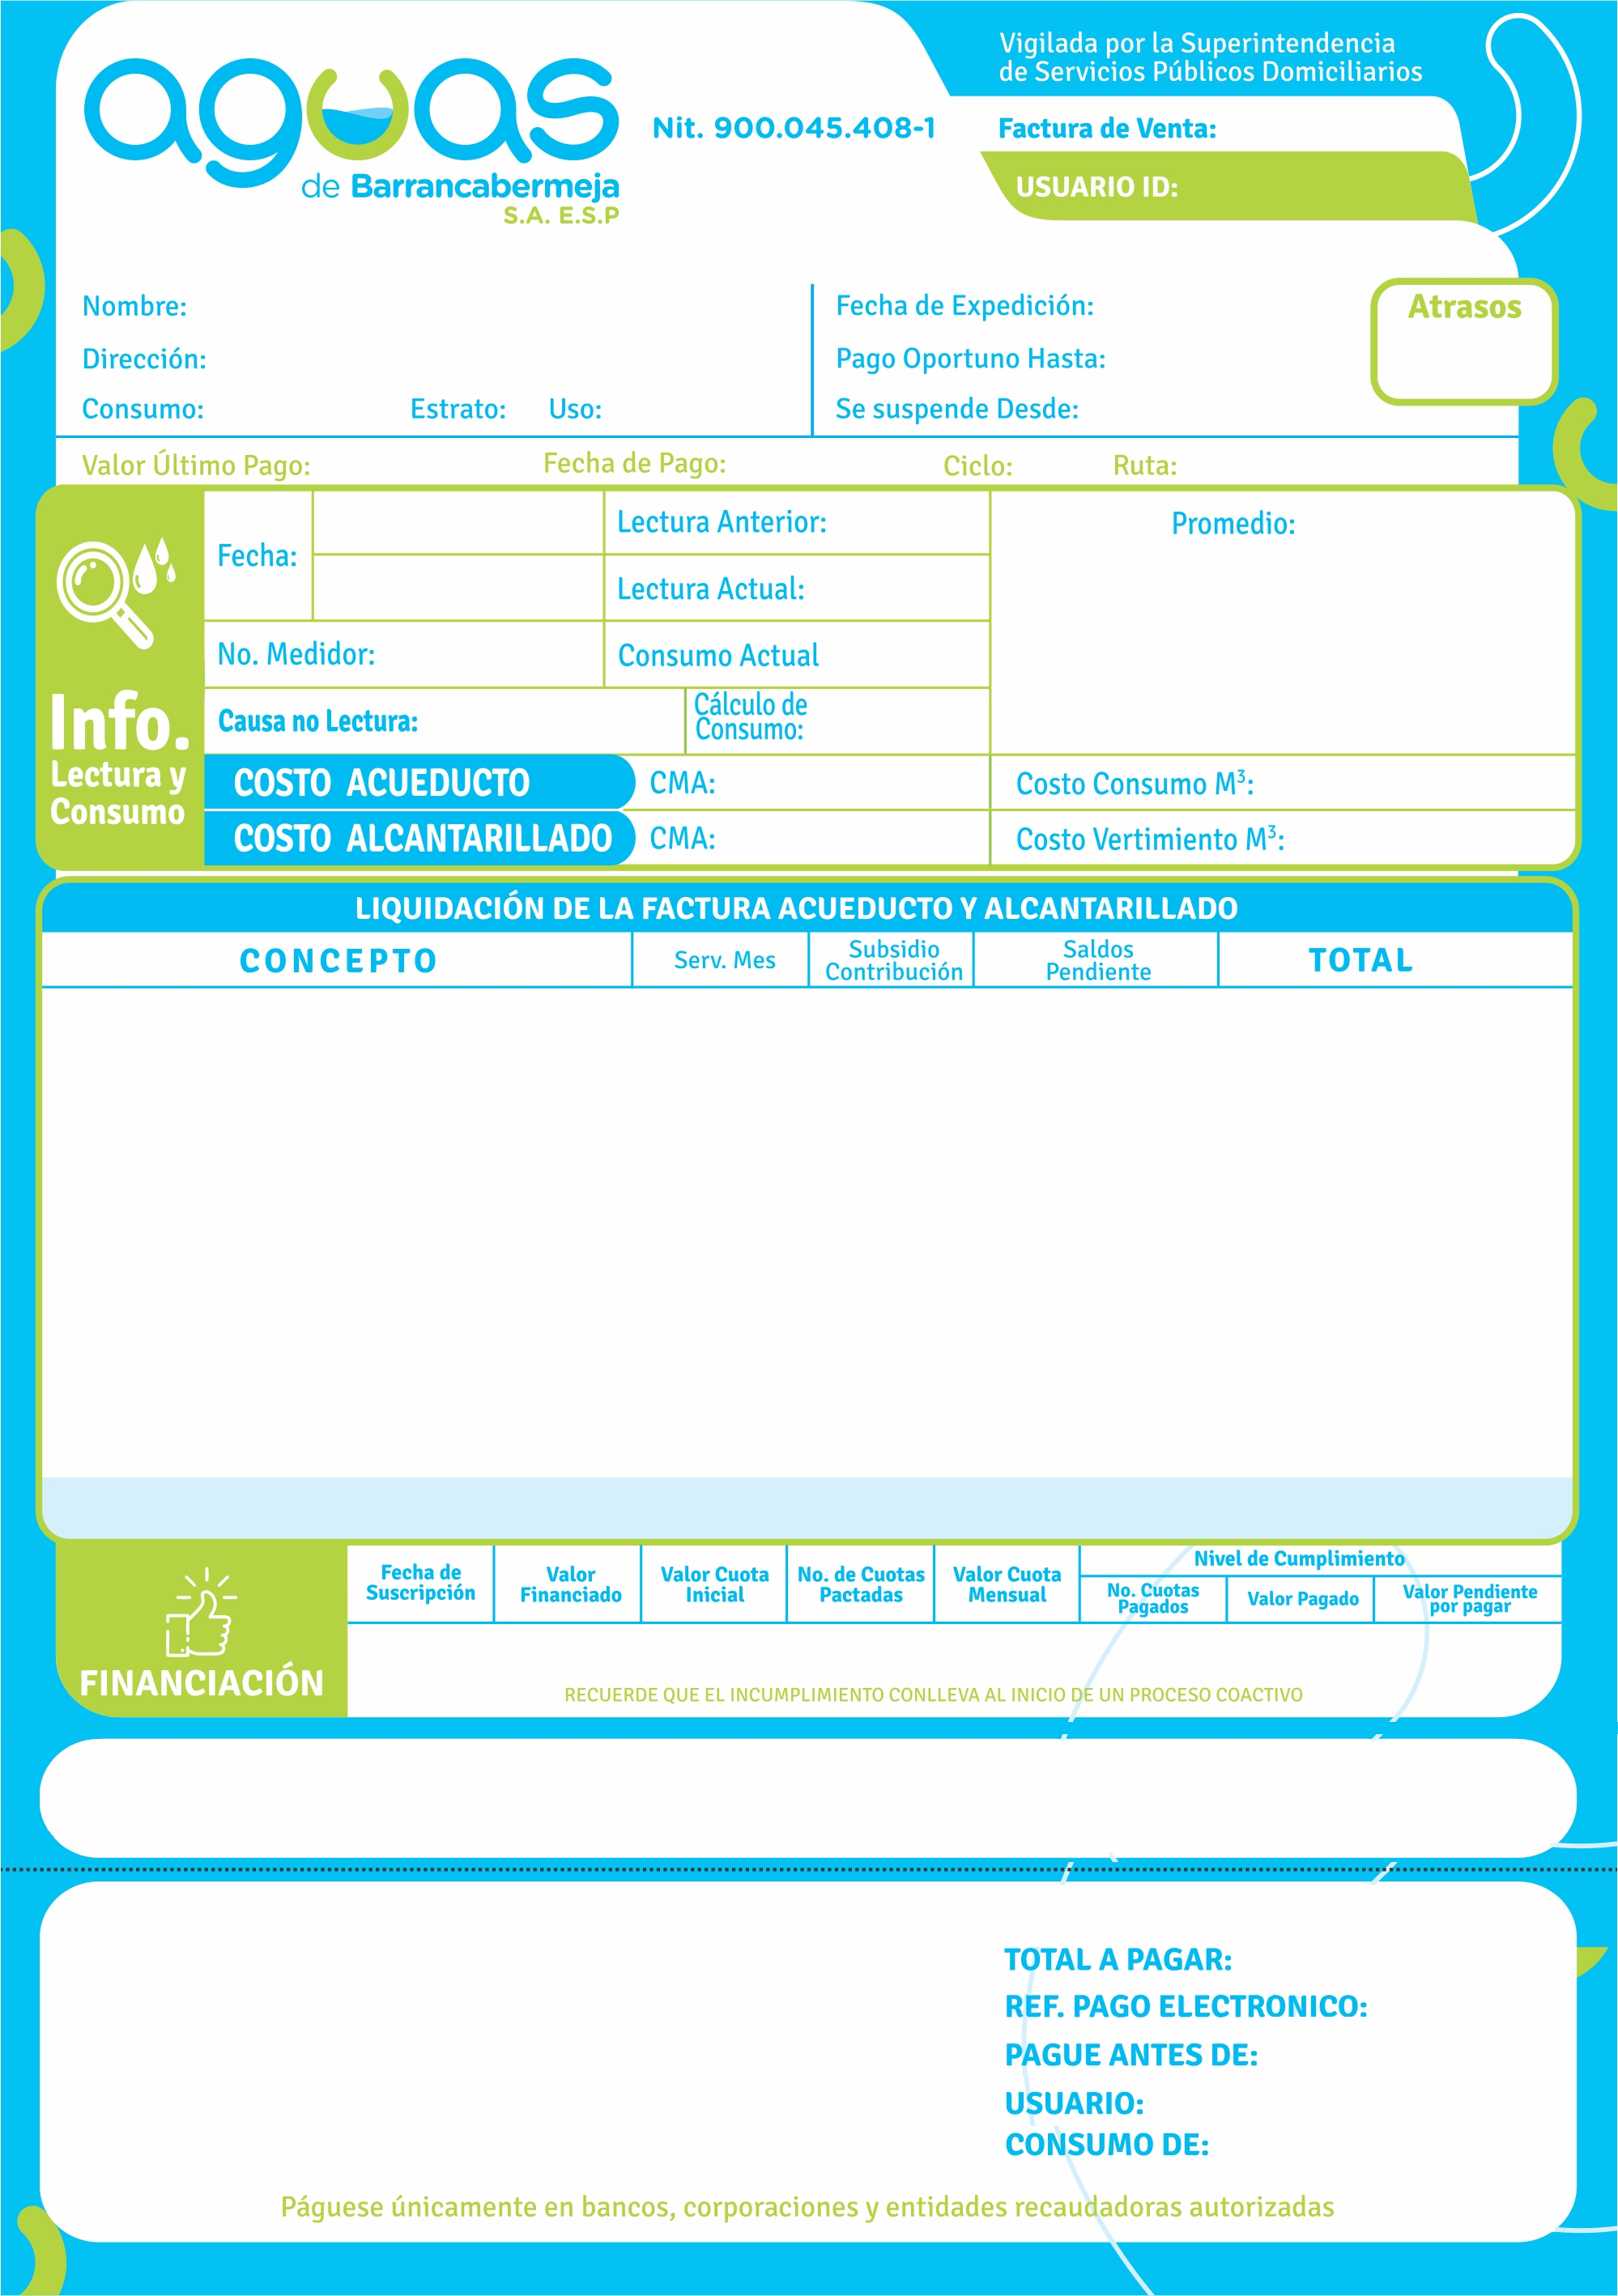 aguas
de Barrancabermeja
S.A. E.S.P
Nit. 900.045.408-1
Vigilada por la Superintendencia
de Servicios Públicos Domiciliarios
Factura de Venta:
USUARIO ID:
Nombre:
Dirección:
Consumo: Estrato: Uso:
Fecha de Expedición:
Pago Oportuno Hasta:
Se suspende Desde:
Atrasos
Valor Último Pago: Fecha de Pago: Ciclo: Ruta:
Info.
Lectura y
Consumo
Fecha:
Lectura Anterior:
Lectura Actual:
Promedio:
No. Medidor:
Consumo Actual
Causa no Lectura:
Cálculo de
Consumo:
COSTO ACUEDUCTO CMA: Costo Consumo M³:
COSTO ALCANTARILLADO CMA: Costo Vertimiento M³:
LIQUIDACIÓN DE LA FACTURA ACUEDUCTO Y ALCANTARILLADO
CONCEPTO
Serv. Mes
Subsidio
Contribución
Saldos
Pendiente
TOTAL
FINANCIACIÓN
Fecha de
Suscripción
Valor
Financiado
Valor Cuota
Inicial
No. de Cuotas
Pactadas
Valor Cuota
Mensual
Nivel de Cumplimiento
No. Cuotas
Pagados
Valor Pagado
Valor Pendiente
por pagar
RECUERDE QUE EL INCUMPLIMIENTO CONLLEVA AL INICIO DE UN PROCESO COACTIVO
TOTAL A PAGAR:
REF. PAGO ELECTRONICO:
PAGUE ANTES DE:
USUARIO:
CONSUMO DE:
Páguese únicamente en bancos, corporaciones y entidades recaudadoras autorizadas